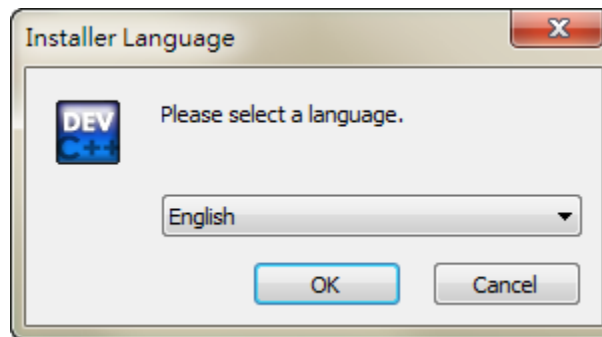 Installer Language
DEV
C++
Please select a language.
English
OK
Cancel